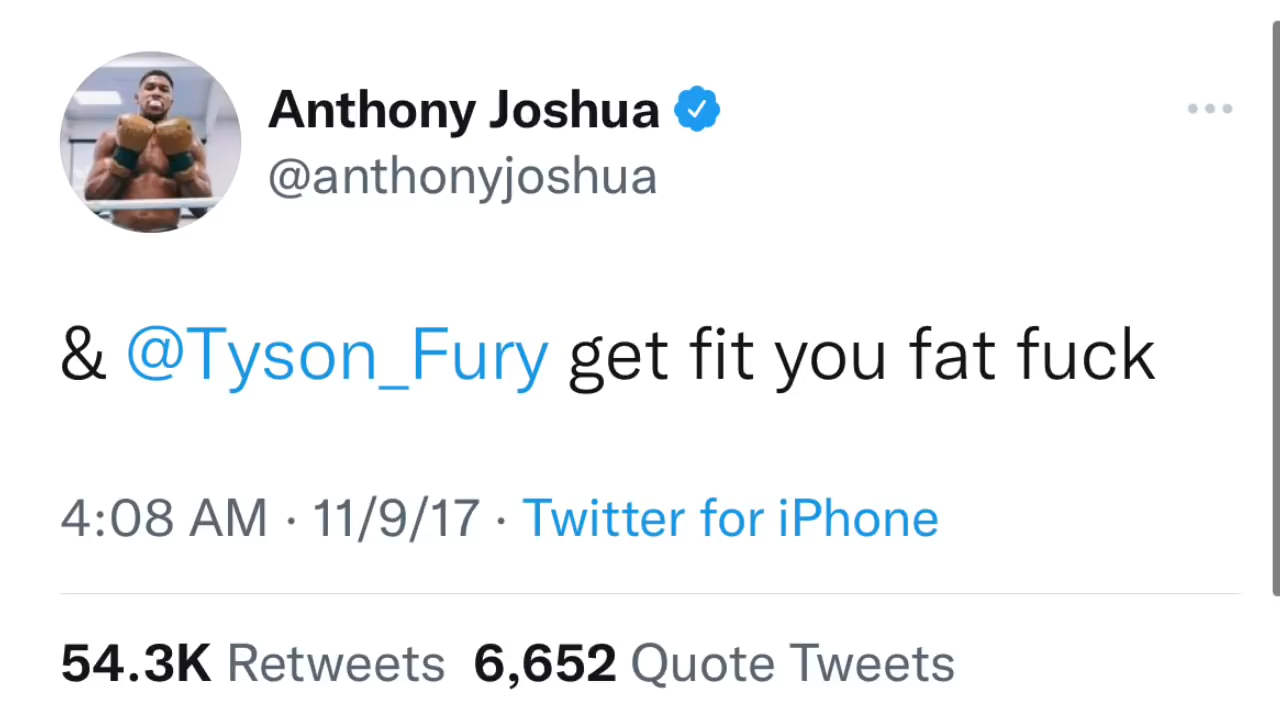 Anthony Joshua
@anthonyjoshua
& @Tyson_Fury get fit you fat fuck
4:08 AM · 11/9/17 · Twitter for iPhone
54.3K Retweets 6,652 Quote Tweets